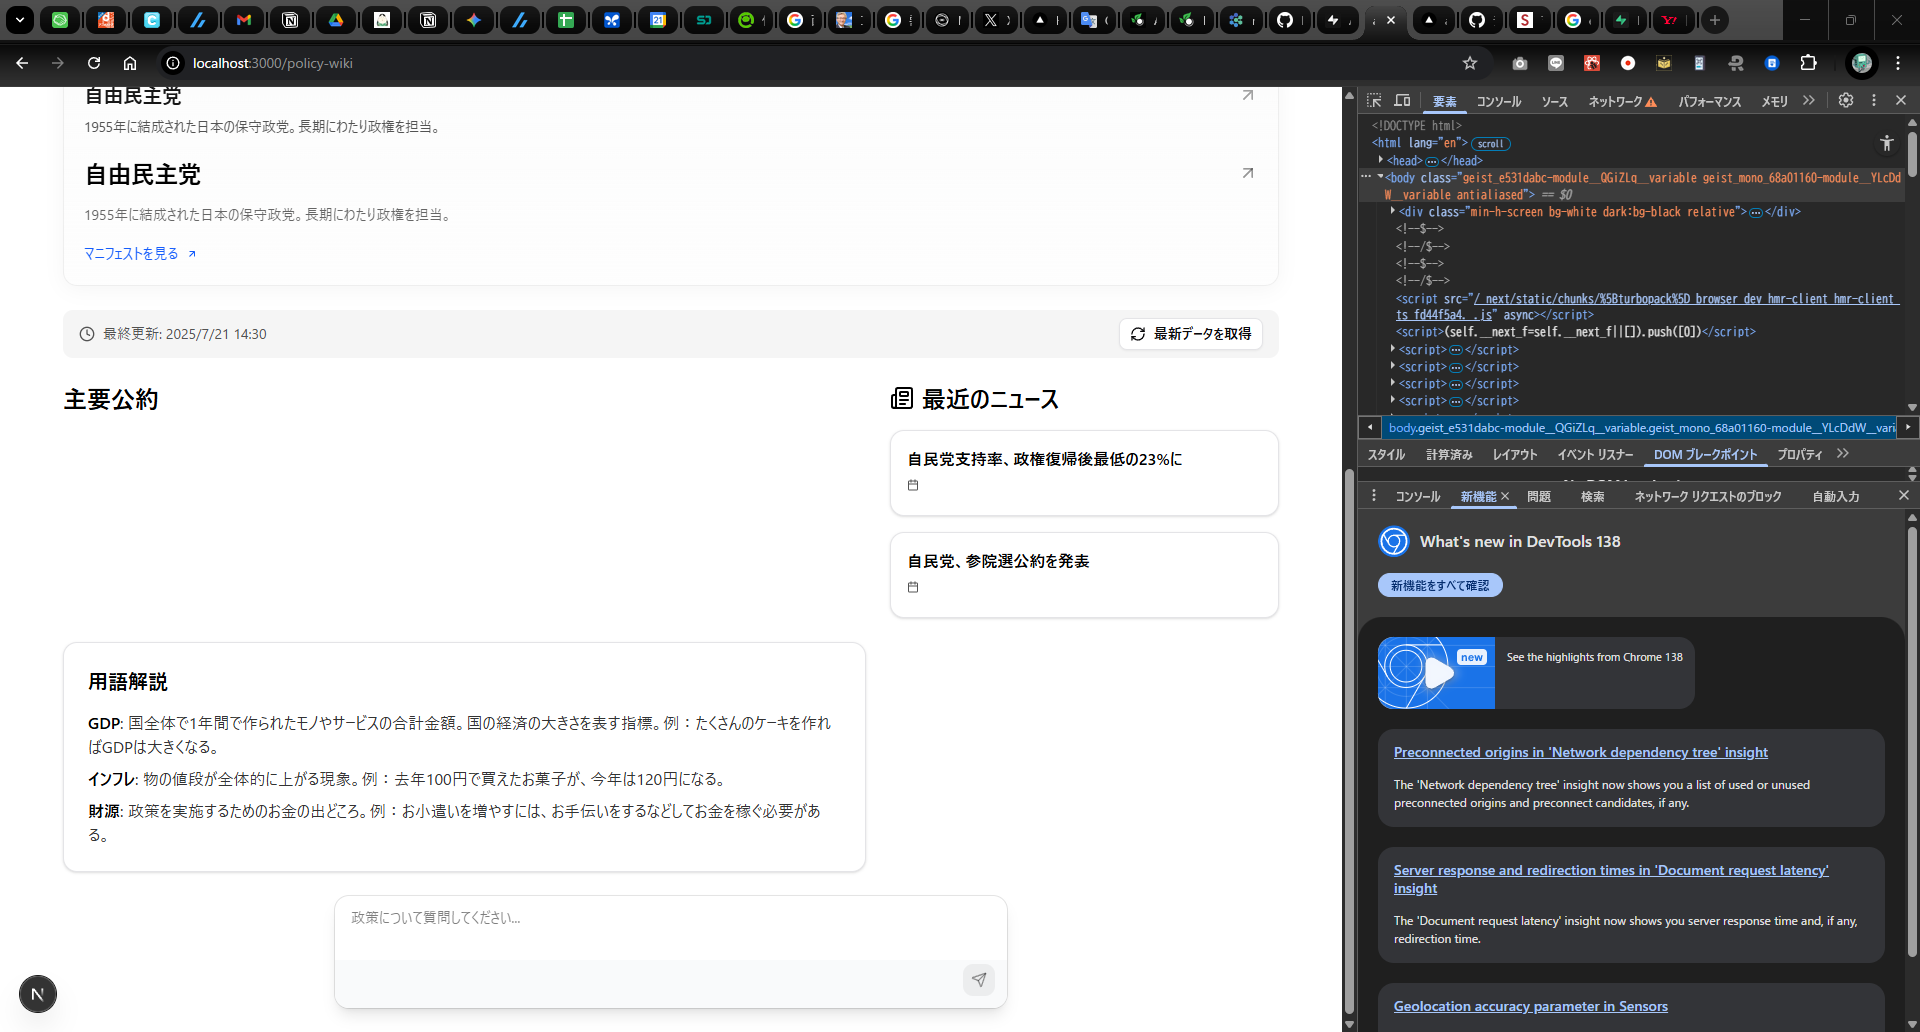 localhost:3000/policy-wiki
自由民主党
1955年に結成された日本の保守政党。長期にわたり政権を担当。
自由民主党
1955年に結成された日本の保守政党。長期にわたり政権を担当。
マニフェストを見る
最終更新: 2025/7/21 14:30
最新データを取得
主要公約
最近のニュース
自民党支持率、政権復帰後最低の23%に
自民党、参院選公約を発表
用語解説
GDP: 国全体で1年間で作られたモノやサービスの合計金額。国の経済の大きさを表す指標。例：たくさんのケーキを作れ
ばGDPは大きくなる。
インフレ: 物の値段が全体的に上がる現象。例：去年100円で買えたお菓子が、今年は120円になる。
財源: 政策を実施するためのお金の出どころ。例：お小遣いを増やすには、お手伝いをするなどしてお金を稼ぐ必要があ
る。
政策について質問してください...
N
要素 コンソール ソース ネットワーク パフォーマンス メモリ
<!DOCTYPE html>
<html lang="en"> scroll
<head> … </head>
<body class="geist_e531dabc-module__QGiZLq__variable geist_mono_68a01160-module__YLcDd
W__variable antialiased"> == $0
<div class="min-h-screen bg-white dark:bg-black relative"> … </div>
<!--$-->
<!--/$-->
<!--$-->
<!--/$-->
<script src="/_next/static/chunks/%5Bturbopack%5D_browser_dev_hmr-client_hmr-client_
ts_fd44f5a4._.js" async></script>
<script>(self.__next_f=self.__next_f||[]).push([0])</script>
<script> … </script>
<script> … </script>
<script> … </script>
<script> … </script>
body.geist_e531dabc-module__QGiZLq__variable.geist_mono_68a01160-module__YLcDdW__vari
スタイル 計算済み レイアウト イベント リスナー DOM ブレークポイント プロパティ
コンソール 新機能 問題 検索 ネットワーク リクエストのブロック 自動入力
What's new in DevTools 138
新機能をすべて確認
new
See the highlights from Chrome 138
Preconnected origins in 'Network dependency tree' insight
The 'Network dependency tree' insight now shows you a list of used or unused
preconnected origins and preconnect candidates, if any.
Server response and redirection times in 'Document request latency'
insight
The 'Document request latency' insight now shows you server response time and, if any,
redirection time.
Geolocation accuracy parameter in Sensors